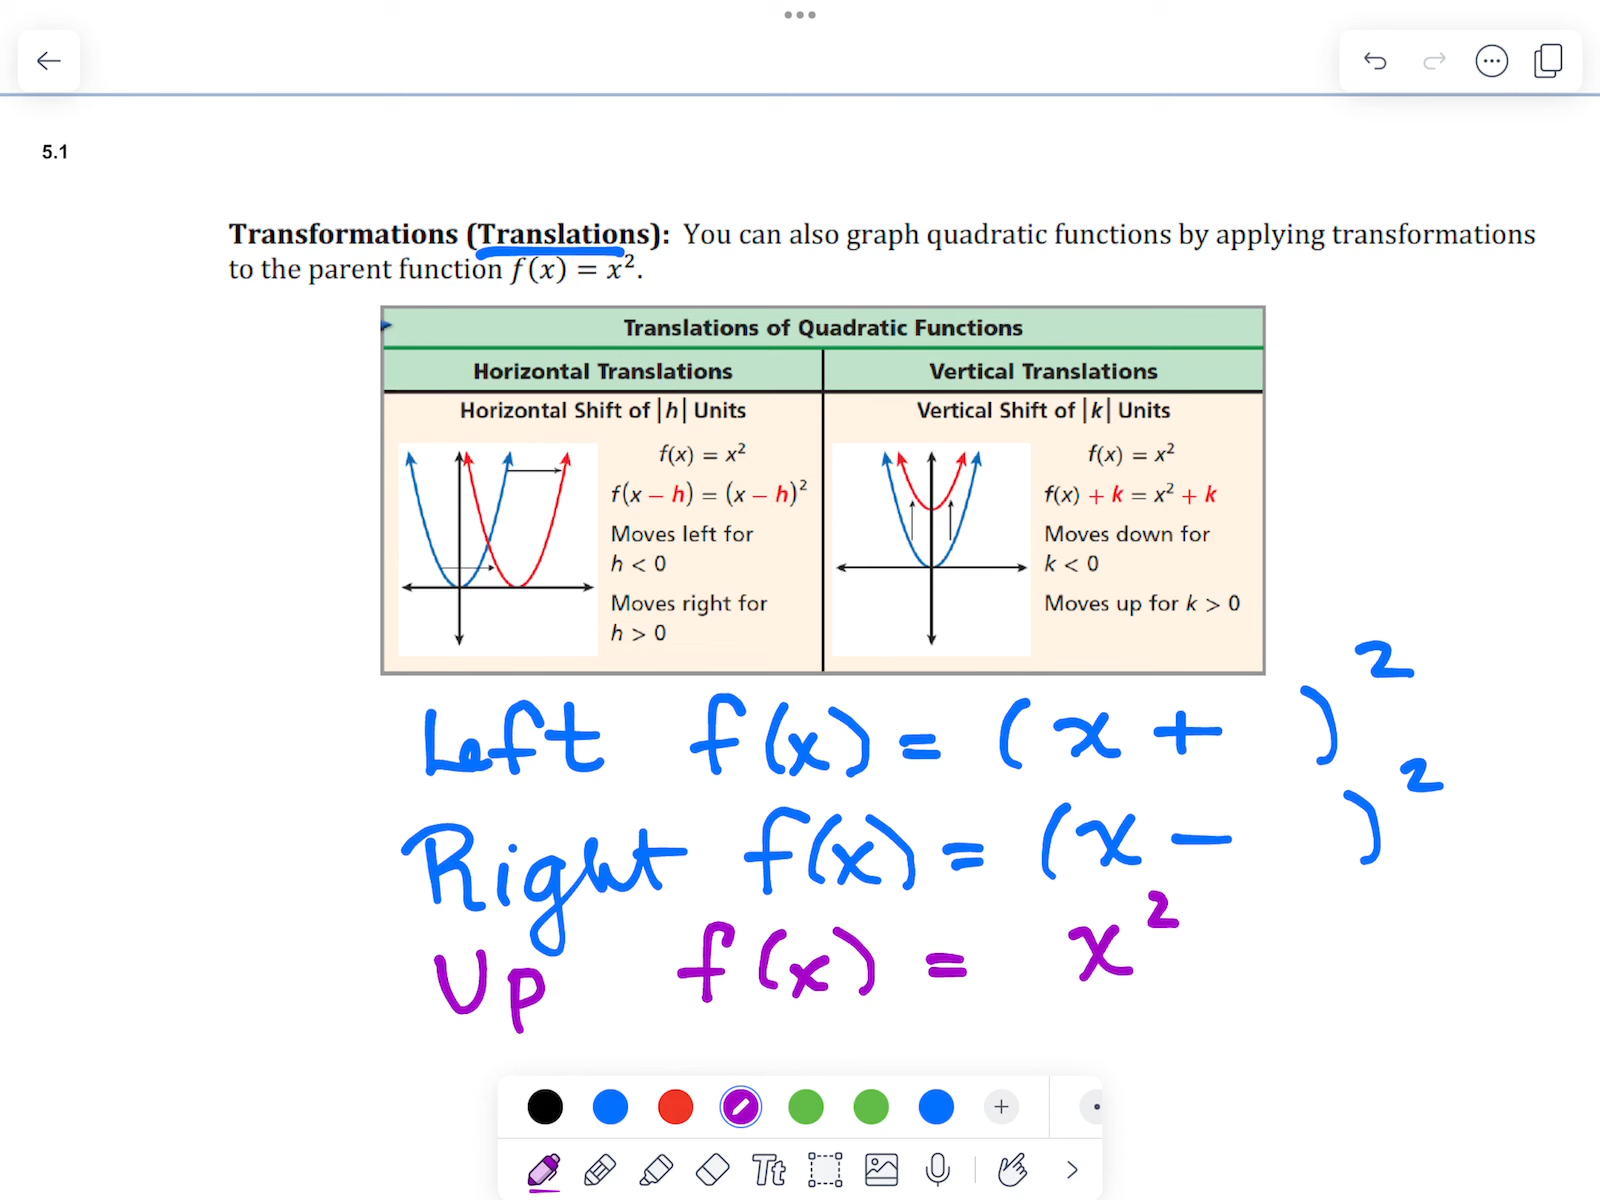 5.1
Transformations (Translations): You can also graph quadratic functions by applying transformations
to the parent function f(x) = x².
Translations of Quadratic Functions
Horizontal Translations
Horizontal Shift of |h| Units
f(x) = x²
f(x – h) = (x – h)²
Moves left for
h < 0
Moves right for
h > 0
Vertical Translations
Vertical Shift of |k| Units
f(x) = x²
f(x) + k = x² + k
Moves down for
k < 0
Moves up for k > 0
Left f(x) = (x + )²
Right f(x) = (x – )²
Up f(x) = x²
Tt